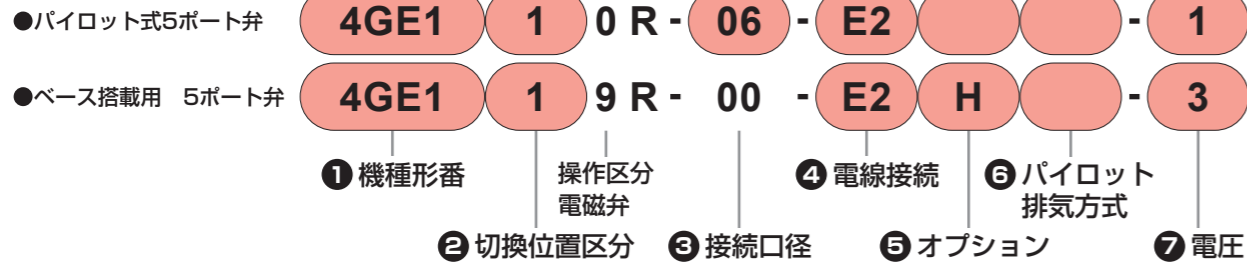 ●パイロット式5ポート弁 4GE1 1 0 R - 06 - E2 - 1
●ベース搭載用 5ポート弁 4GE1 1 9 R - 00 - E2 H - 3
❶機種形番 操作区分 ❹電線接続 ❻パイロット
電磁弁 排気方式
❷切換位置区分 ❸接続口径 ❺オプション ❼電圧